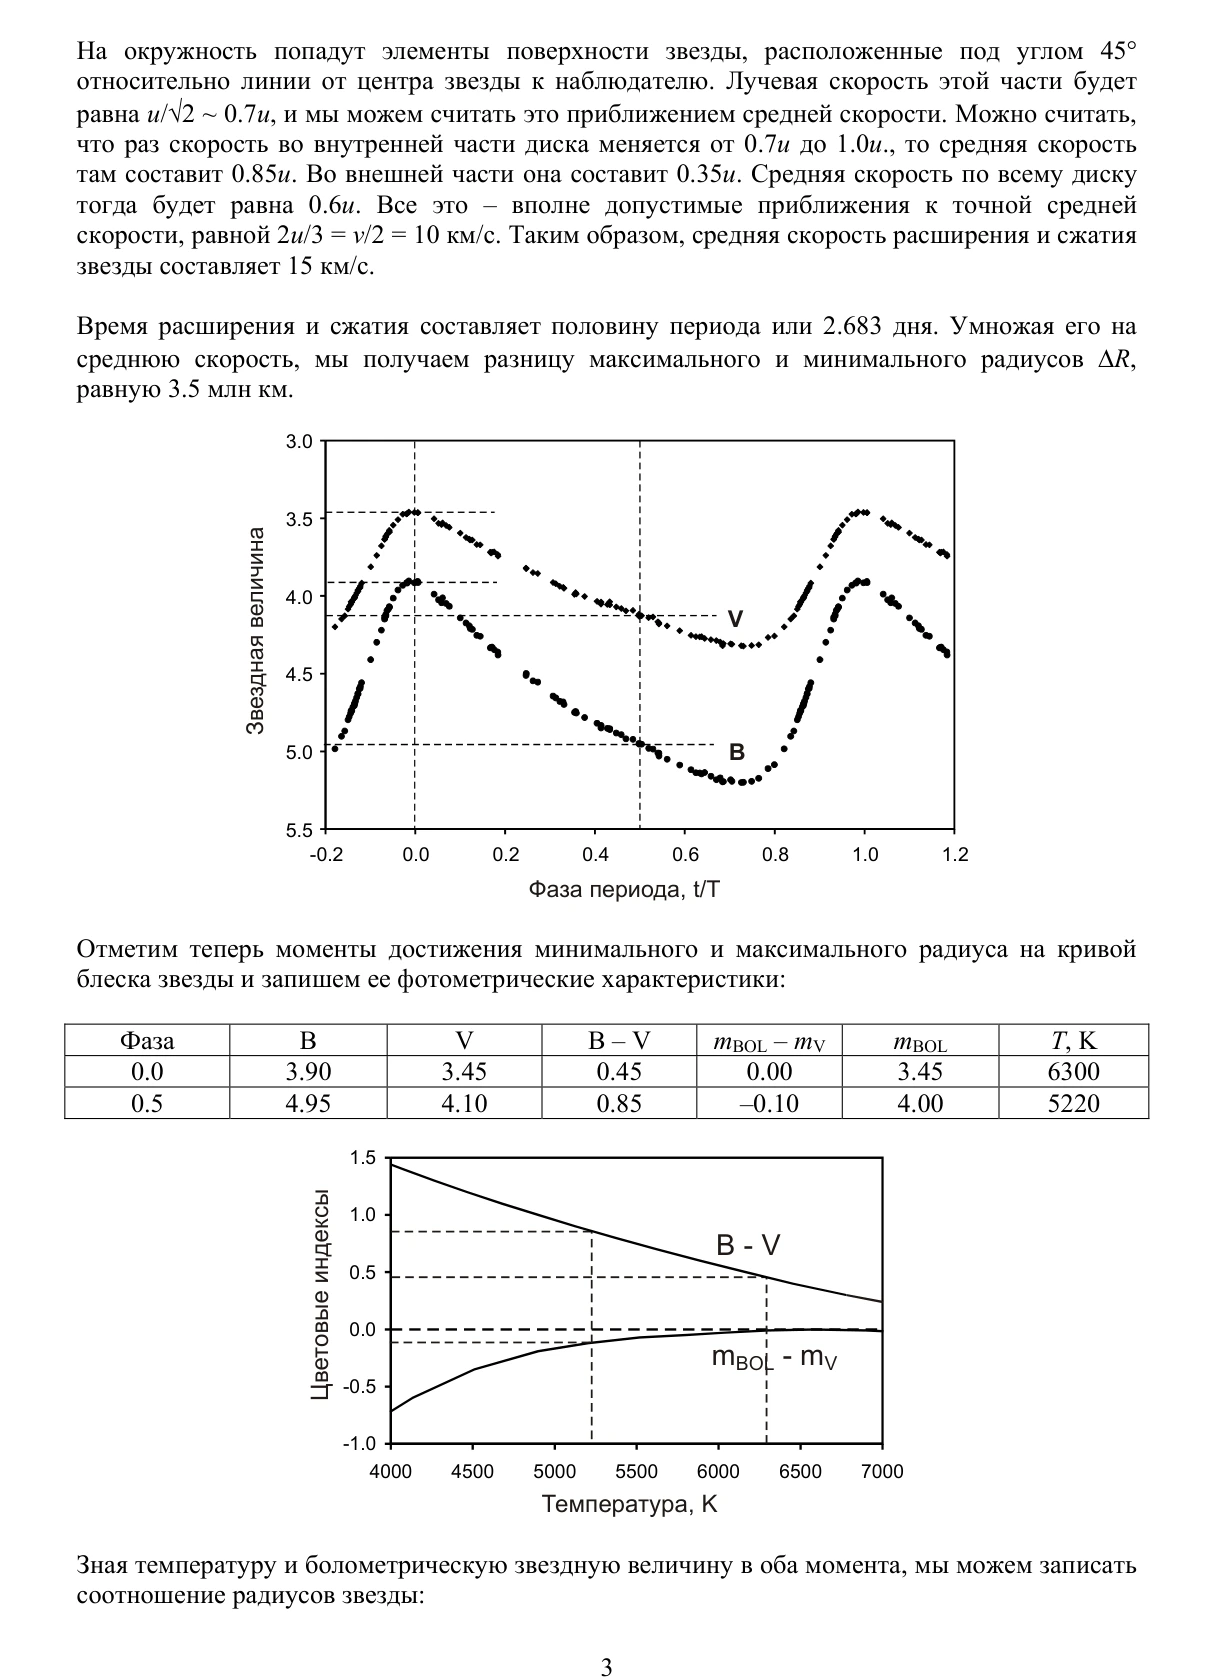 На окружность попадут элементы поверхности звезды, расположенные под углом 45°
относительно линии от центра звезды к наблюдателю. Лучевая скорость этой части будет
равна u/√2 ~ 0.7u, и мы можем считать это приближением средней скорости. Можно считать,
что раз скорость во внутренней части диска меняется от 0.7u до 1.0u., то средняя скорость
там составит 0.85u. Во внешней части она составит 0.35u. Средняя скорость по всему диску
тогда будет равна 0.6u. Все это – вполне допустимые приближения к точной средней
скорости, равной 2u/3 = v/2 = 10 км/с. Таким образом, средняя скорость расширения и сжатия
звезды составляет 15 км/с.
Время расширения и сжатия составляет половину периода или 2.683 дня. Умножая его на
среднюю скорость, мы получаем разницу максимального и минимального радиусов ΔR,
равную 3.5 млн км.
Звездная величина
3.0
3.5
4.0
4.5
5.0
5.5
V
B
-0.2 0.0 0.2 0.4 0.6 0.8 1.0 1.2
Фаза периода, t/T
Отметим теперь моменты достижения минимального и максимального радиуса на кривой
блеска звезды и запишем ее фотометрические характеристики:
Фаза B V B – V mBOL – mV mBOL T, K
0.0 3.90 3.45 0.45 0.00 3.45 6300
0.5 4.95 4.10 0.85 –0.10 4.00 5220
Цветовые индексы
1.5
1.0
0.5
0.0
-0.5
-1.0
B - V
mBOL - mV
4000 4500 5000 5500 6000 6500 7000
Температура, K
Зная температуру и болометрическую звездную величину в оба момента, мы можем записать
соотношение радиусов звезды:
3